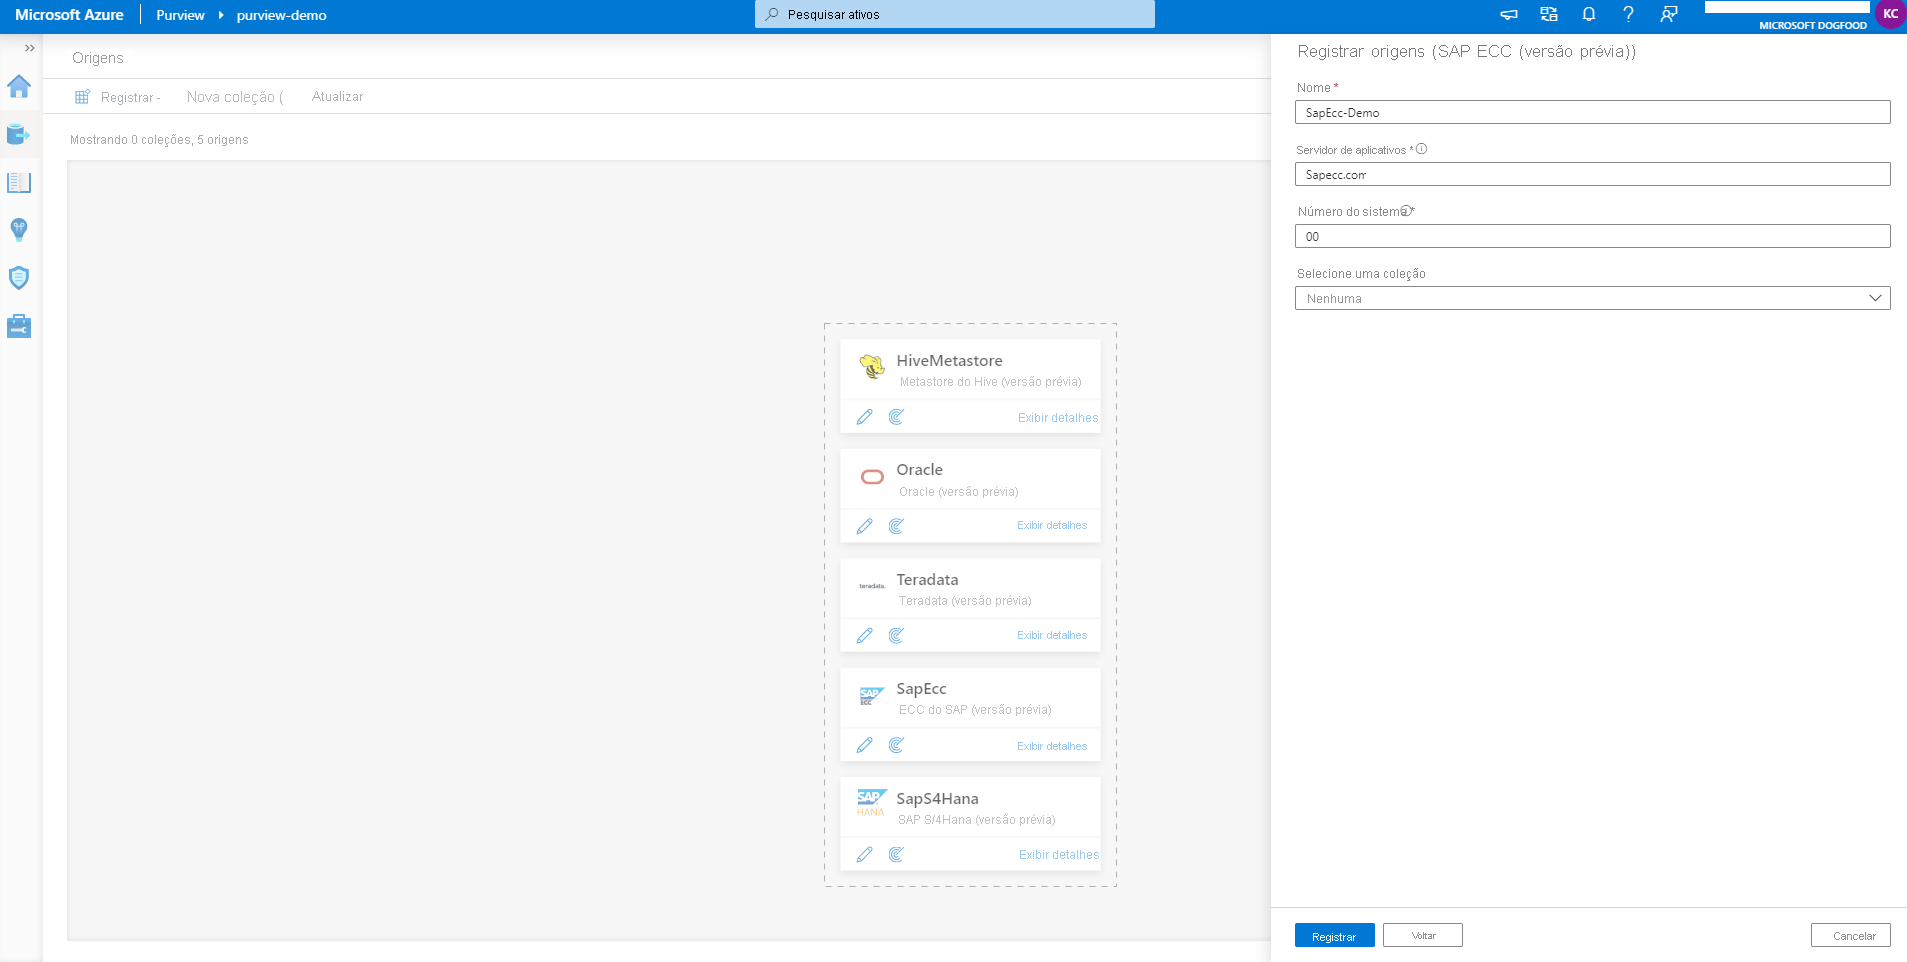 Microsoft Azure
Purview
purview-demo
Pesquisar ativos
MICROSOFT DOGFOOD
KC
Origens
Registrar -
Nova coleção (
Atualizar
Mostrando 0 coleções, 5 origens
HiveMetastore
Metastore do Hive (versão prévia)
Exibir detalhes
Oracle
Oracle (versão prévia)
Exibir detalhes
teradata.
Teradata
Teradata (versão prévia)
Exibir detalhes
SAP
ECC
SapEcc
ECC do SAP (versão prévia)
Exibir detalhes
SAP
HANA
SapS4Hana
SAP S/4Hana (versão prévia)
Exibir detalhes
Registrar origens (SAP ECC (versão prévia))
Nome *
SapEcc-Demo
Servidor de aplicativos *
Sapecc.com
Número do sistema *
00
Selecione uma coleção
Nenhuma
Registrar
Voltar
Cancelar